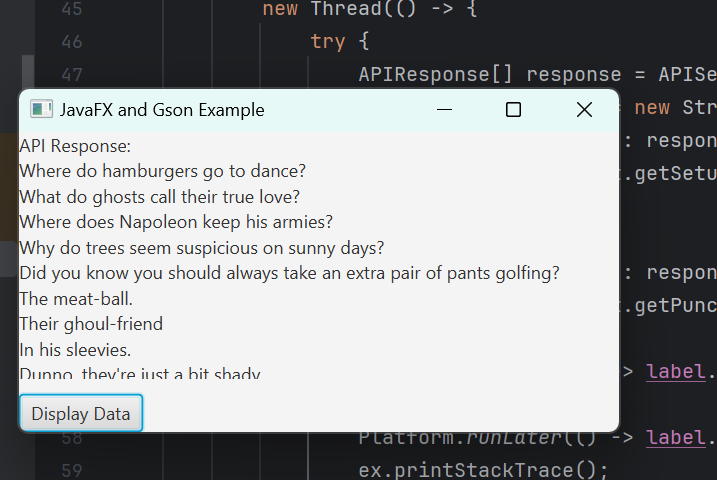 45 new Thread(() -> {
46 try {
47 APIResponse[] response = APISe
JavaFX and Gson Example
= new Str
API Response:
: respon
Where do hamburgers go to dance?
.getSetu
What do ghosts call their true love?
Where does Napoleon keep his armies?
Why do trees seem suspicious on sunny days?
Did you know you should always take an extra pair of pants golfing?
: respon
The meat-ball.
.getPunc
Their ghoul-friend
In his sleevies.
Dunno, they're just a bit shady.
> label.
Display Data
58 Platform.runLater(() -> label.
59 ex.printStackTrace();